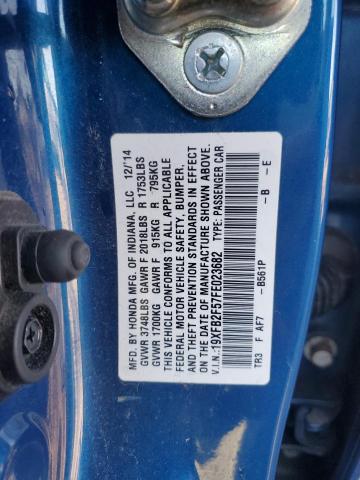 MFD. BY HONDA MFG. OF INDIANA, LLC 12/'14
GVWR 3748LBS GAWR F 2018LBS R 1753LBS
GVWR 1700KG GAWR F 915KG R 795KG
THIS VEHICLE CONFORMS TO ALL APPLICABLE
FEDERAL MOTOR VEHICLE SAFETY, BUMPER,
AND THEFT PREVENTION STANDARDS IN EFFECT
ON THE DATE OF MANUFACTURE SHOWN ABOVE.
V.I.N.:19XFB2F57FE023682 TYPE: PASSENGER CAR
TR3 F AF7 -B561P -B -E